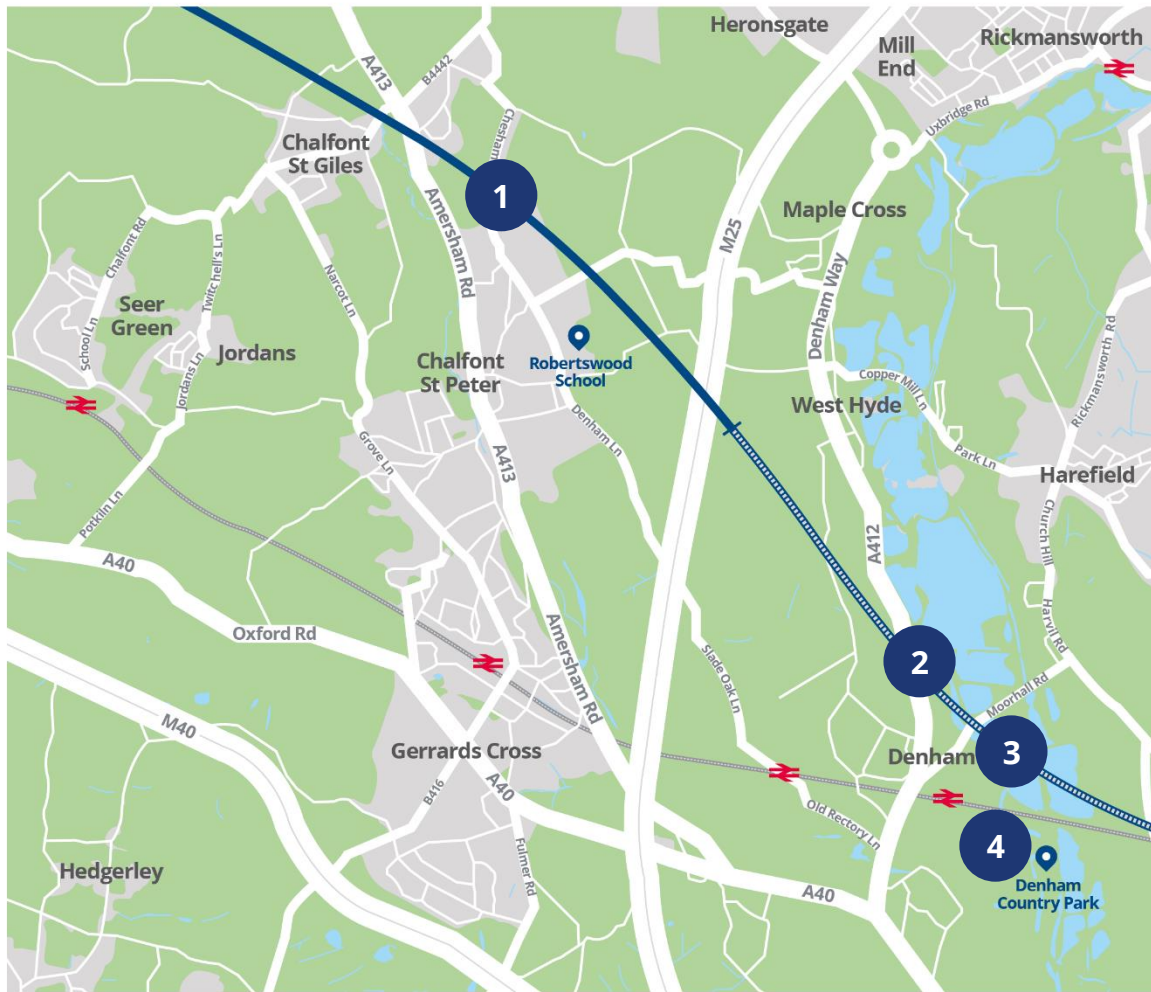 Heronsgate
Rickmansworth
Mill
End
A413
B4442
Uxbridge Rd
Chesham
Chalfont
St Giles
1
Maple Cross
Amersham Rd
M25
Chalfont Rd
Twitchell's Ln
Narcot Ln
Denham Way
Seer
Green
School Ln
Jordans
Jordans Ln
Robertswood
School
Chalfont
St Peter
Copper Mill Ln
Rickmansworth Rd
West Hyde
Denham Ln
Grove Ln
Park Ln
Harefield
A413
Potkiln Ln
Church Hill
A412
A40
Oxford Rd
Harvil Rd
Amersham Rd
Slade Oak Ln
2
Moorhall Rd
M40
Gerrards Cross
Denham
3
B416
A40
Old Rectory Ln
4
Fulmer Rd
Hedgerley
A40
Denham
Country Park